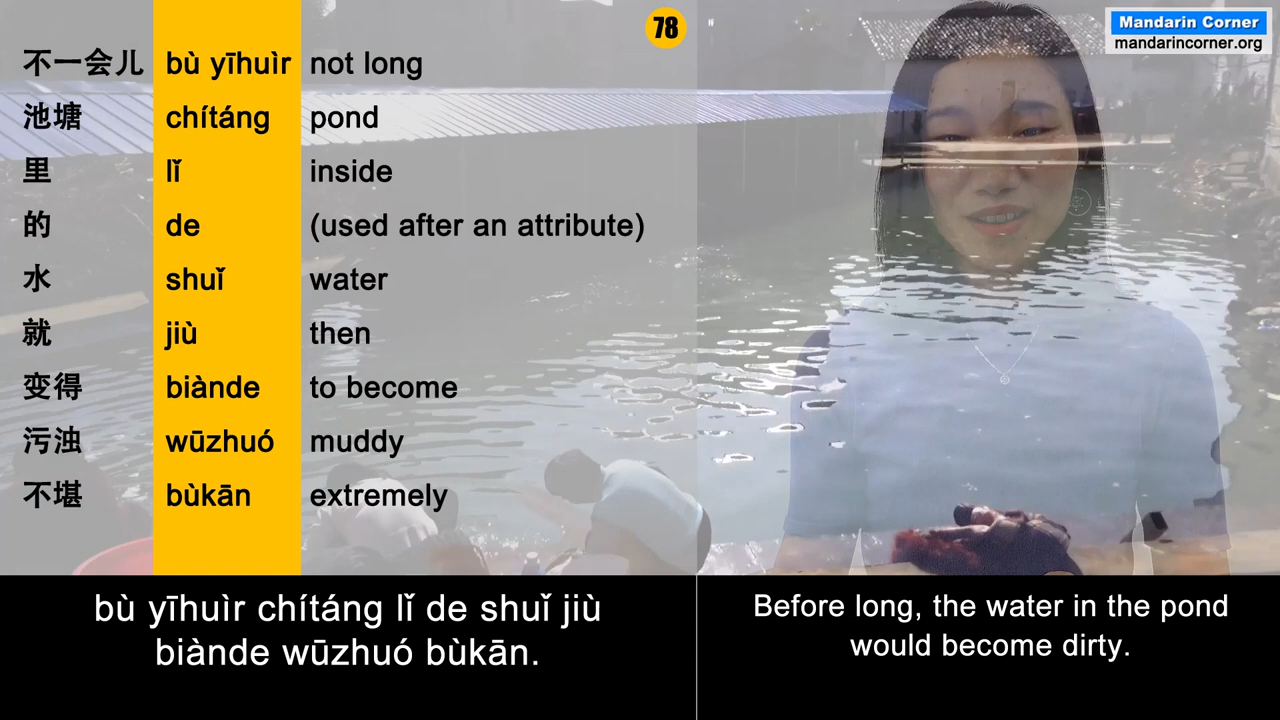 78
Mandarin Corner
mandarincorner.org
不一会儿 bù yīhuìr not long
池塘 chítáng pond
里 lǐ inside
的 de (used after an attribute)
水 shuǐ water
就 jiù then
变得 biànde to become
污浊 wūzhuó muddy
不堪 bùkān extremely
bù yīhuìr chítáng lǐ de shuǐ jiù
biànde wūzhuó bùkān.
Before long, the water in the pond
would become dirty.